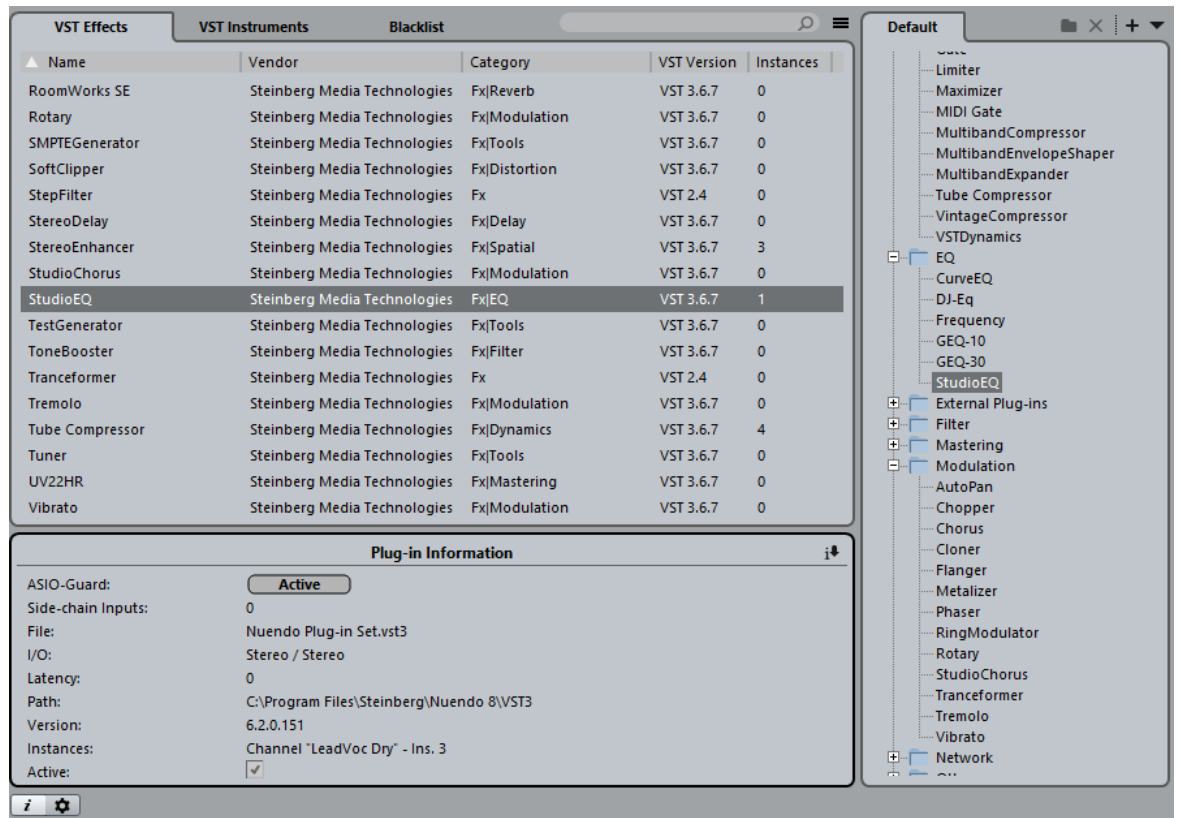 VST Effects VST Instruments Blacklist
Name Vendor Category VST Version Instances
RoomWorks SE Steinberg Media Technologies Fx|Reverb VST 3.6.7 0
Rotary Steinberg Media Technologies Fx|Modulation VST 3.6.7 0
SMPTEGenerator Steinberg Media Technologies Fx|Tools VST 3.6.7 0
SoftClipper Steinberg Media Technologies Fx|Distortion VST 3.6.7 0
StepFilter Steinberg Media Technologies Fx VST 2.4 0
StereoDelay Steinberg Media Technologies Fx|Delay VST 3.6.7 0
StereoEnhancer Steinberg Media Technologies Fx|Spatial VST 3.6.7 3
StudioChorus Steinberg Media Technologies Fx|Modulation VST 3.6.7 0
StudioEQ Steinberg Media Technologies Fx|EQ VST 3.6.7 1
TestGenerator Steinberg Media Technologies Fx|Tools VST 3.6.7 0
ToneBooster Steinberg Media Technologies Fx|Filter VST 3.6.7 0
Tranceformer Steinberg Media Technologies Fx VST 2.4 0
Tremolo Steinberg Media Technologies Fx|Modulation VST 3.6.7 0
Tube Compressor Steinberg Media Technologies Fx|Dynamics VST 3.6.7 4
Tuner Steinberg Media Technologies Fx|Tools VST 3.6.7 0
UV22HR Steinberg Media Technologies Fx|Mastering VST 3.6.7 0
Vibrato Steinberg Media Technologies Fx|Modulation VST 3.6.7 0
Plug-in Information
ASIO-Guard: Active
Side-chain Inputs: 0
File: Nuendo Plug-in Set.vst3
I/O: Stereo / Stereo
Latency: 0
Path: C:\Program Files\Steinberg\Nuendo 8\VST3
Version: 6.2.0.151
Instances: Channel "LeadVoc Dry" - Ins. 3
Active:
Default
Limiter
Maximizer
MIDI Gate
MultibandCompressor
MultibandEnvelopeShaper
MultibandExpander
Tube Compressor
VintageCompressor
VSTDynamics
EQ
CurveEQ
DJ-Eq
Frequency
GEQ-10
GEQ-30
StudioEQ
External Plug-ins
Filter
Mastering
Modulation
AutoPan
Chopper
Chorus
Cloner
Flanger
Metalizer
Phaser
RingModulator
Rotary
StudioChorus
Tranceformer
Tremolo
Vibrato
Network